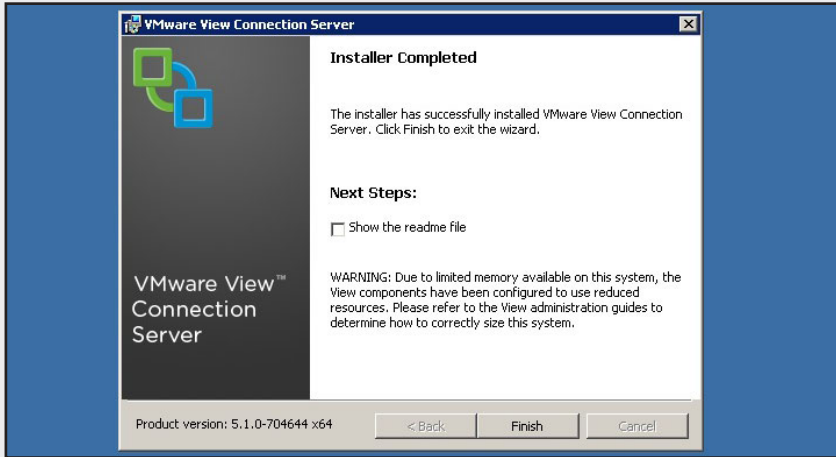 VMware View Connection Server
Installer Completed
The installer has successfully installed VMware View Connection
Server. Click Finish to exit the wizard.
Next Steps:
Show the readme file
WARNING: Due to limited memory available on this system, the
View components have been configured to use reduced
resources. Please refer to the View administration guides to
determine how to correctly size this system.
VMware View™
Connection
Server
Product version: 5.1.0-704644 x64
< Back
Finish
Cancel